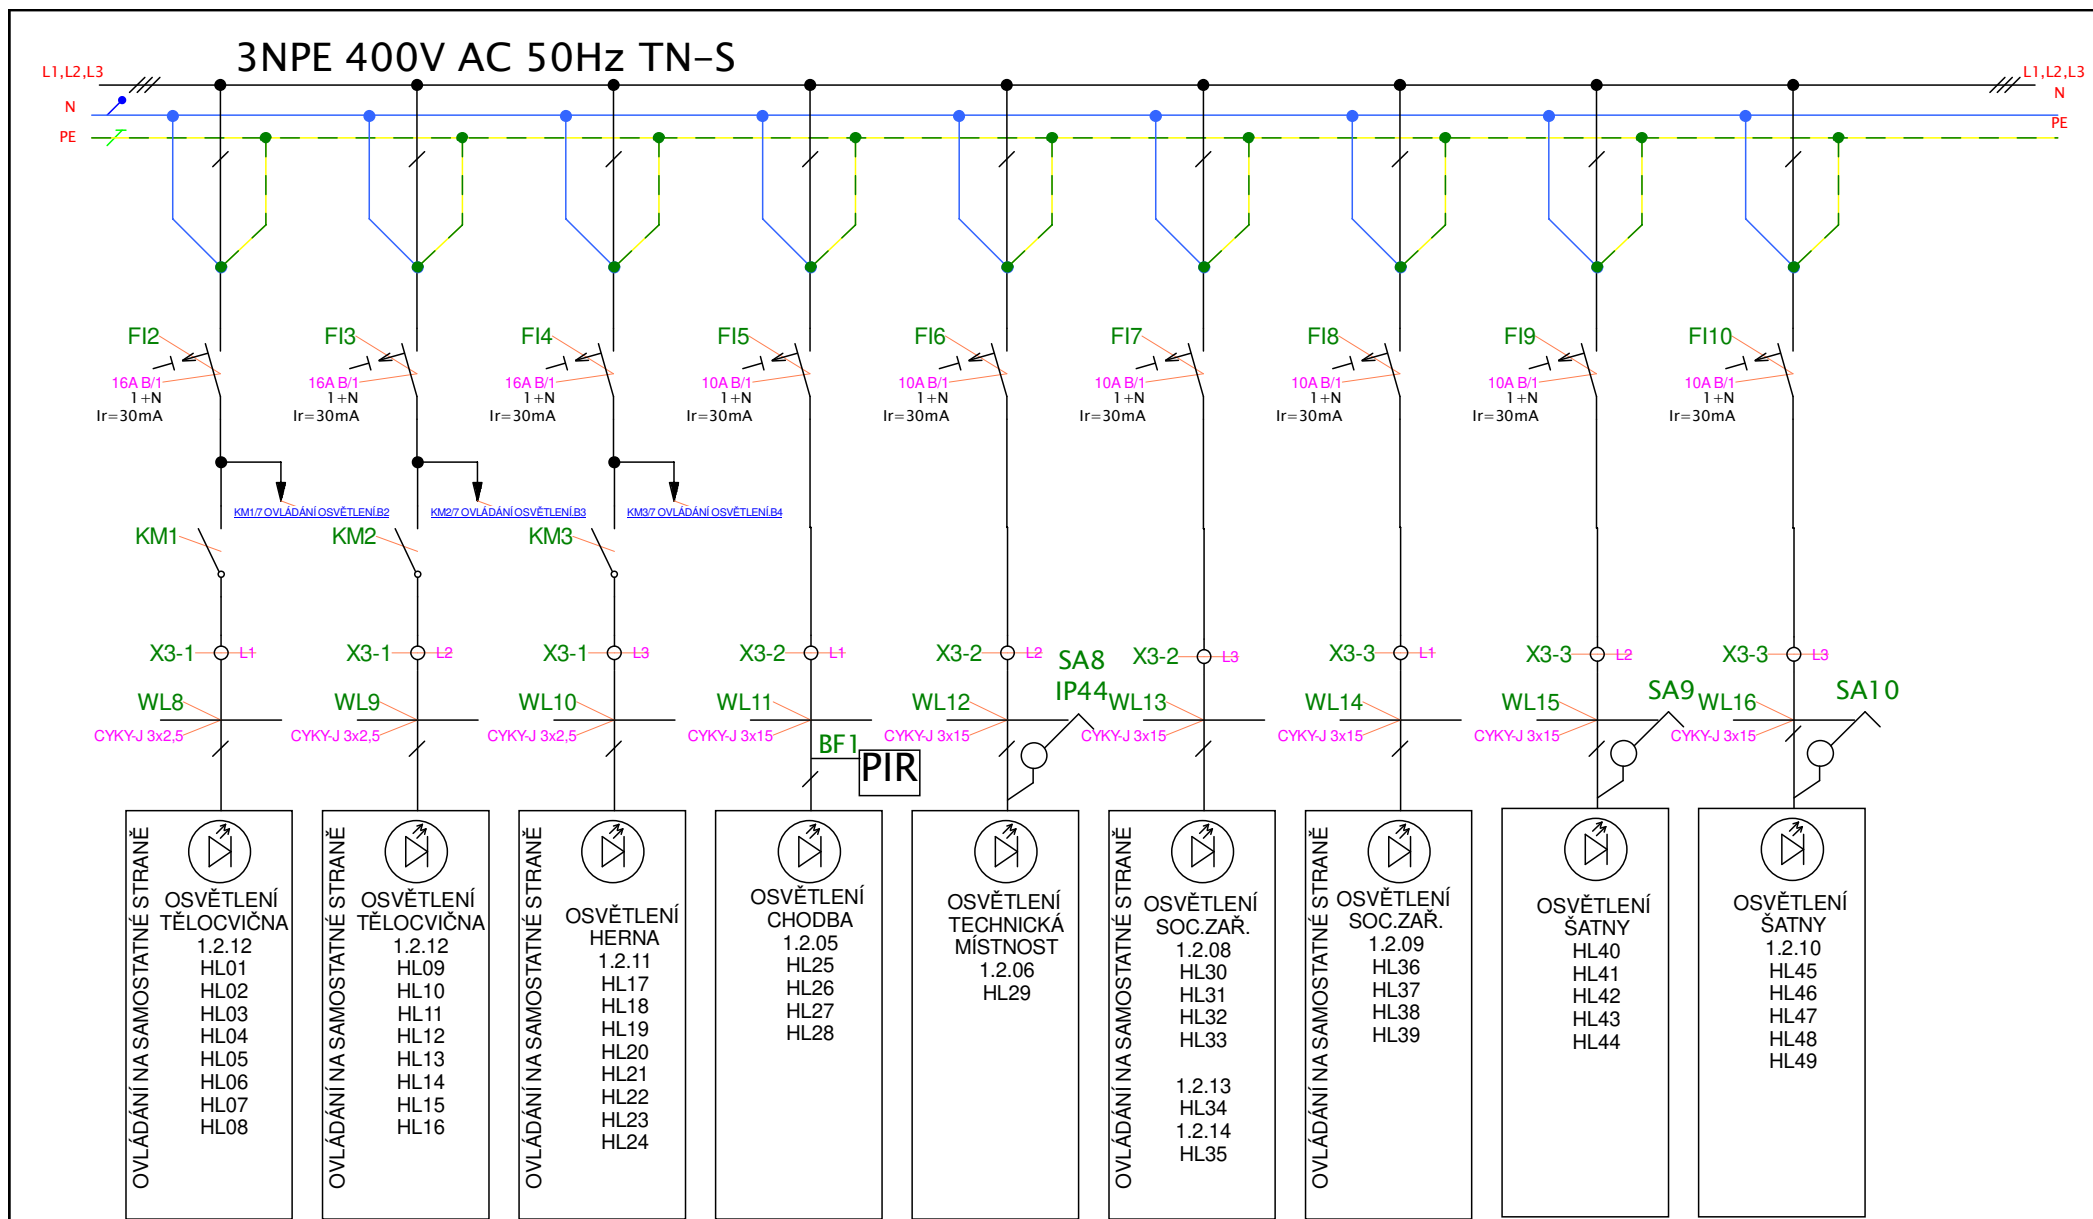 3NPE 400V AC 50Hz TN-S
L1,L2,L3
L1,L2,L3
N
N
PE
PE
FI2
16A B/1
1+N
Ir=30mA
FI3
16A B/1
1+N
Ir=30mA
FI4
16A B/1
1+N
Ir=30mA
FI5
10A B/1
1+N
Ir=30mA
FI6
10A B/1
1+N
Ir=30mA
FI7
10A B/1
1+N
Ir=30mA
FI8
10A B/1
1+N
Ir=30mA
FI9
10A B/1
1+N
Ir=30mA
FI10
10A B/1
1+N
Ir=30mA
KM1/7 OVLÁDÁNÍ OSVĚTLENÍ.B2
KM2/7 OVLÁDÁNÍ OSVĚTLENÍ.B3
KM3/7 OVLÁDÁNÍ OSVĚTLENÍ.B4
KM1
KM2
KM3
X3-1 L1
X3-1 L2
X3-1 L3
X3-2 L1
X3-2 L2
X3-2 L3
X3-3 L1
X3-3 L2
X3-3 L3
WL8
CYKY-J 3x2,5
WL9
CYKY-J 3x2,5
WL10
CYKY-J 3x2,5
WL11
CYKY-J 3x15
BF1
PIR
WL12
CYKY-J 3x15
SA8
IP44
WL13
CYKY-J 3x15
WL14
CYKY-J 3x15
WL15
CYKY-J 3x15
SA9
WL16
CYKY-J 3x15
SA10
OVLÁDÁNÍ NA SAMOSTATNÉ STRANĚ
OSVĚTLENÍ
TĚLOCVIČNA
1.2.12
HL01
HL02
HL03
HL04
HL05
HL06
HL07
HL08
OVLÁDÁNÍ NA SAMOSTATNÉ STRANĚ
OSVĚTLENÍ
TĚLOCVIČNA
1.2.12
HL09
HL10
HL11
HL12
HL13
HL14
HL15
HL16
OVLÁDÁNÍ NA SAMOSTATNÉ STRANĚ
OSVĚTLENÍ
HERNA
1.2.11
HL17
HL18
HL19
HL20
HL21
HL22
HL23
HL24
OSVĚTLENÍ
CHODBA
1.2.05
HL25
HL26
HL27
HL28
OSVĚTLENÍ
TECHNICKÁ
MÍSTNOST
1.2.06
HL29
OVLÁDÁNÍ NA SAMOSTATNÉ STRANĚ
OSVĚTLENÍ
SOC.ZAŘ.
1.2.08
HL30
HL31
HL32
HL33
1.2.13
HL34
1.2.14
HL35
OVLÁDÁNÍ NA SAMOSTATNÉ STRANĚ
OSVĚTLENÍ
SOC.ZAŘ.
1.2.09
HL36
HL37
HL38
HL39
OSVĚTLENÍ
ŠATNY
HL40
HL41
HL42
HL43
HL44
OSVĚTLENÍ
ŠATNY
1.2.10
HL45
HL46
HL47
HL48
HL49